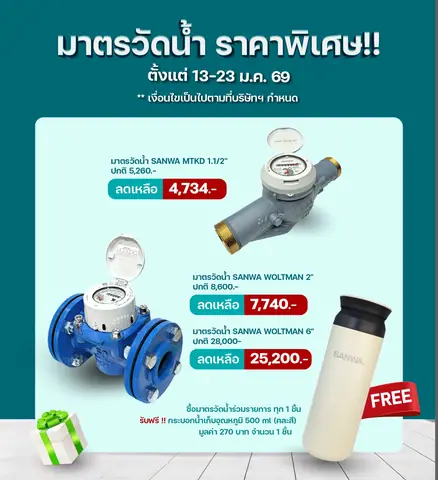 มาตรวัดน้ำ ราคาพิเศษ!!
ตั้งแต่ 13-23 ม.ค. 69
** เงื่อนไขเป็นไปตามที่บริษัทฯ กำหนด
มาตรวัดน้ำ SANWA MTKD 1.1/2"
ปกติ 5,260.-
ลดเหลือ 4,734.-
มาตรวัดน้ำ SANWA WOLTMAN 2"
ปกติ 8,600.-
ลดเหลือ 7,740.-
มาตรวัดน้ำ SANWA WOLTMAN 6"
ปกติ 28,000-
ลดเหลือ 25,200.-
SANWA
FREE
ซื้อมาตรวัดน้ำร่วมรายการ ทุก 1 ชิ้น
รับฟรี !! กระบอกน้ำเก็บอุณหภูมิ 500 ml (คละสี)
มูลค่า 270 บาท จำนวน 1 ชิ้น